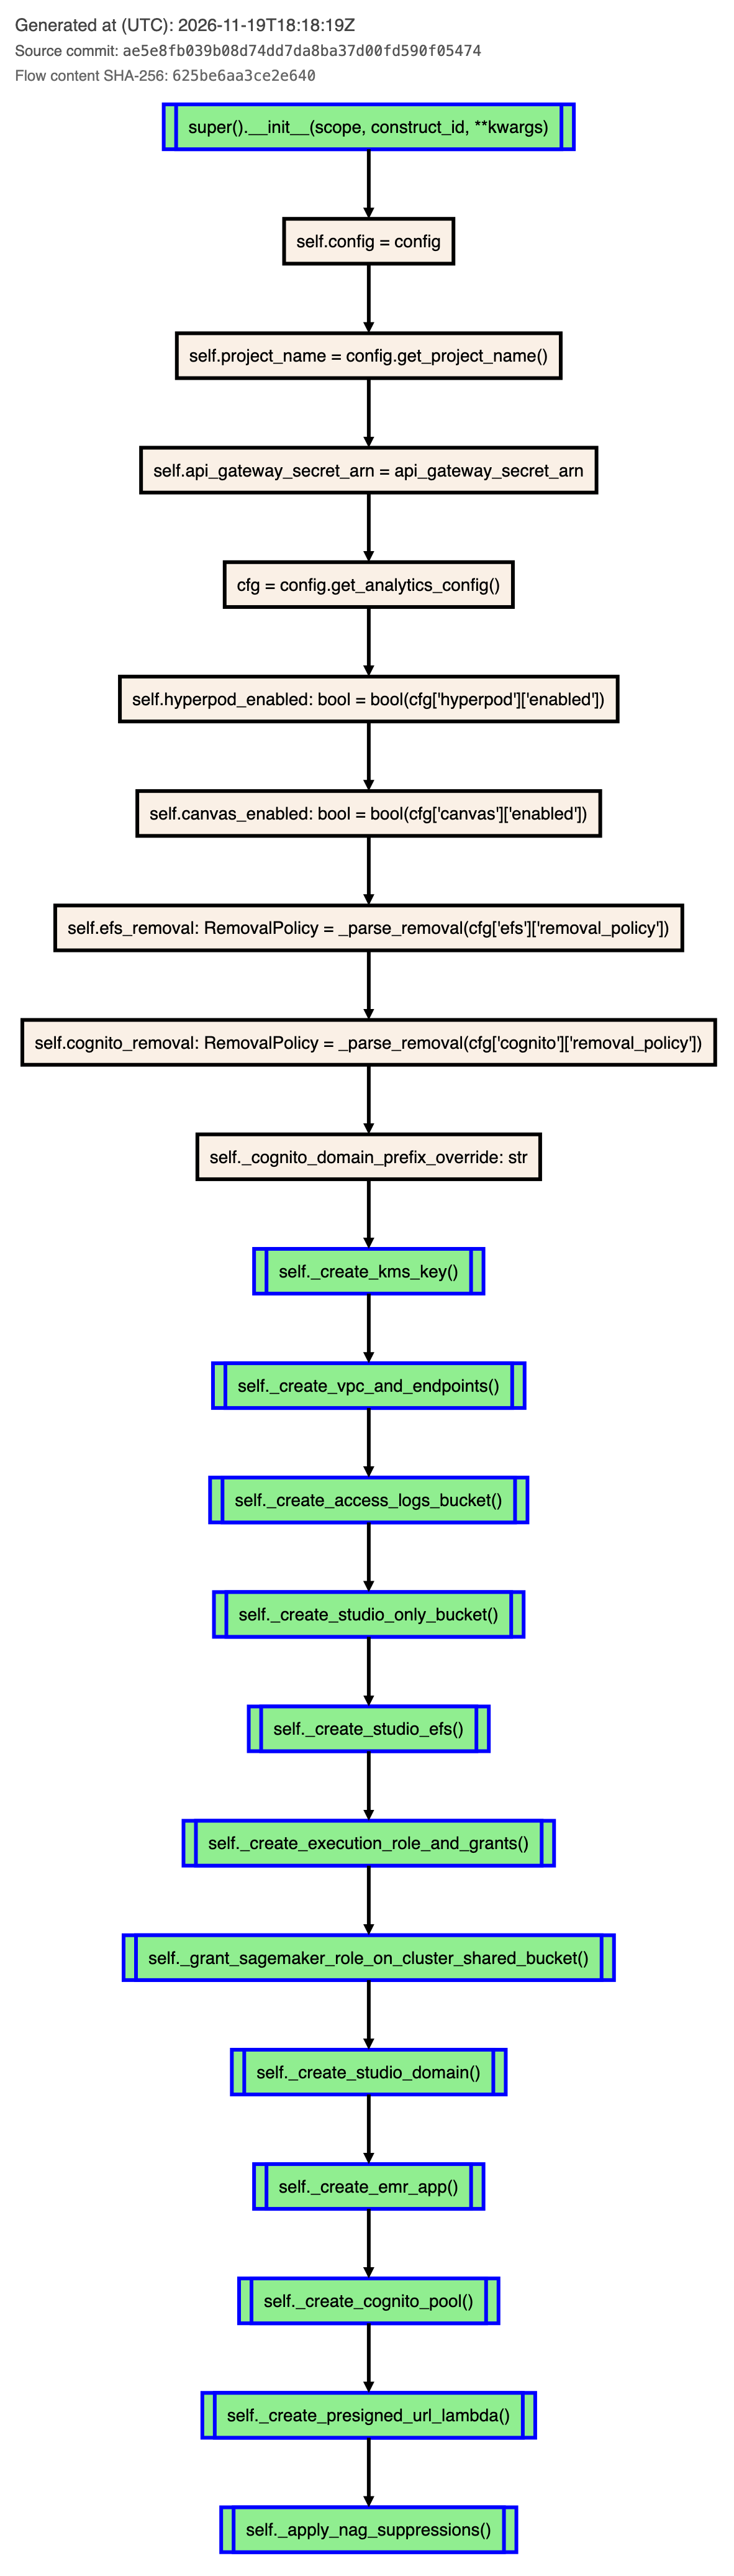 Generated at (UTC): 2026-11-19T18:18:19Z
Source commit: ae5e8fb039b08d74dd7da8ba37d00fd590f05474
Flow content SHA-256: 625be6aa3ce2e640
super().__init__(scope, construct_id, **kwargs)
self.config = config
self.project_name = config.get_project_name()
self.api_gateway_secret_arn = api_gateway_secret_arn
cfg = config.get_analytics_config()
self.hyperpod_enabled: bool = bool(cfg['hyperpod']['enabled'])
self.canvas_enabled: bool = bool(cfg['canvas']['enabled'])
self.efs_removal: RemovalPolicy = _parse_removal(cfg['efs']['removal_policy'])
self.cognito_removal: RemovalPolicy = _parse_removal(cfg['cognito']['removal_policy'])
self._cognito_domain_prefix_override: str
self._create_kms_key()
self._create_vpc_and_endpoints()
self._create_access_logs_bucket()
self._create_studio_only_bucket()
self._create_studio_efs()
self._create_execution_role_and_grants()
self._grant_sagemaker_role_on_cluster_shared_bucket()
self._create_studio_domain()
self._create_emr_app()
self._create_cognito_pool()
self._create_presigned_url_lambda()
self._apply_nag_suppressions()